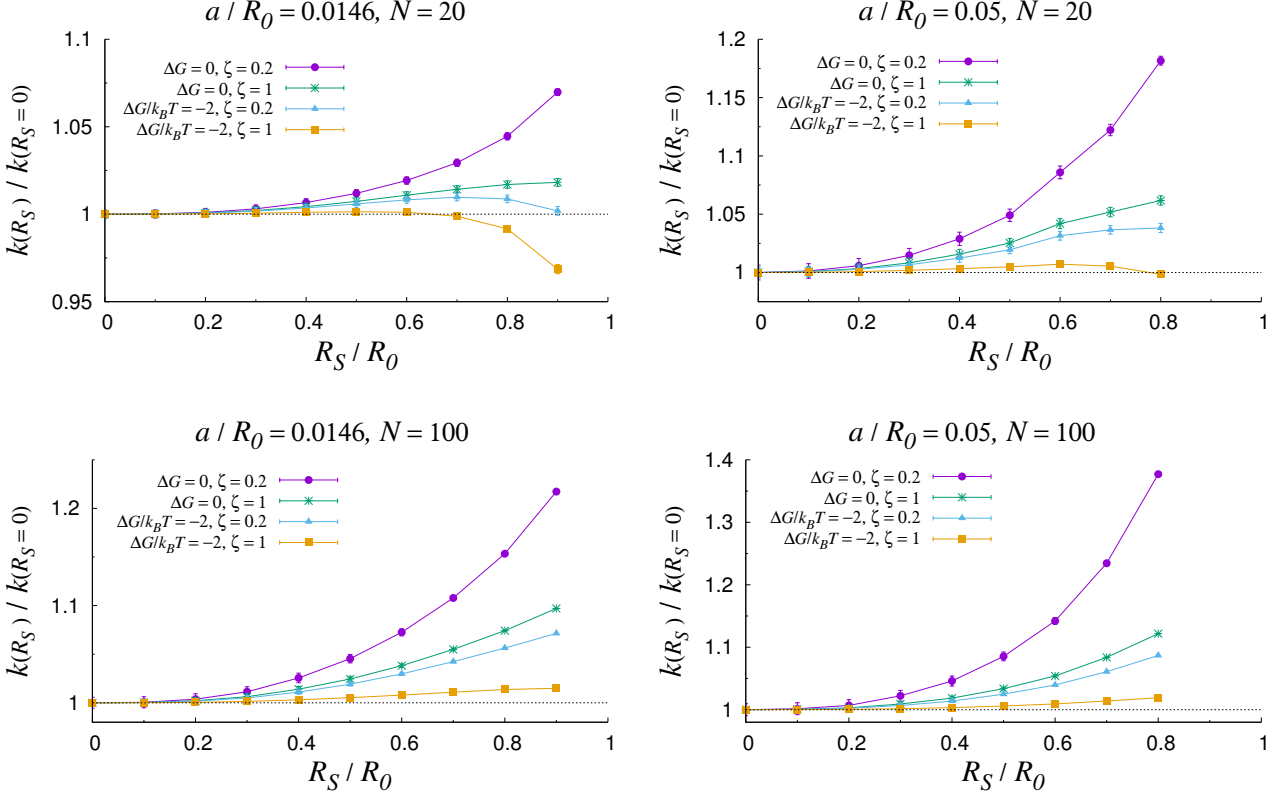 a / R0 = 0.0146, N = 20
1.1
1.05
1
0.95
k(RS) / k(RS = 0)
ΔG = 0, ζ = 0.2
ΔG = 0, ζ = 1
ΔG/kBT = −2, ζ = 0.2
ΔG/kBT = −2, ζ = 1
0 0.2 0.4 0.6 0.8 1
RS / R0
a / R0 = 0.05, N = 20
1.2
1.15
1.1
1.05
1
k(RS) / k(RS = 0)
ΔG = 0, ζ = 0.2
ΔG = 0, ζ = 1
ΔG/kBT = −2, ζ = 0.2
ΔG/kBT = −2, ζ = 1
0 0.2 0.4 0.6 0.8 1
RS / R0
a / R0 = 0.0146, N = 100
1.2
1.1
1
k(RS) / k(RS = 0)
ΔG = 0, ζ = 0.2
ΔG = 0, ζ = 1
ΔG/kBT = −2, ζ = 0.2
ΔG/kBT = −2, ζ = 1
0 0.2 0.4 0.6 0.8 1
RS / R0
a / R0 = 0.05, N = 100
1.4
1.3
1.2
1.1
1
k(RS) / k(RS = 0)
ΔG = 0, ζ = 0.2
ΔG = 0, ζ = 1
ΔG/kBT = −2, ζ = 0.2
ΔG/kBT = −2, ζ = 1
0 0.2 0.4 0.6 0.8 1
RS / R0